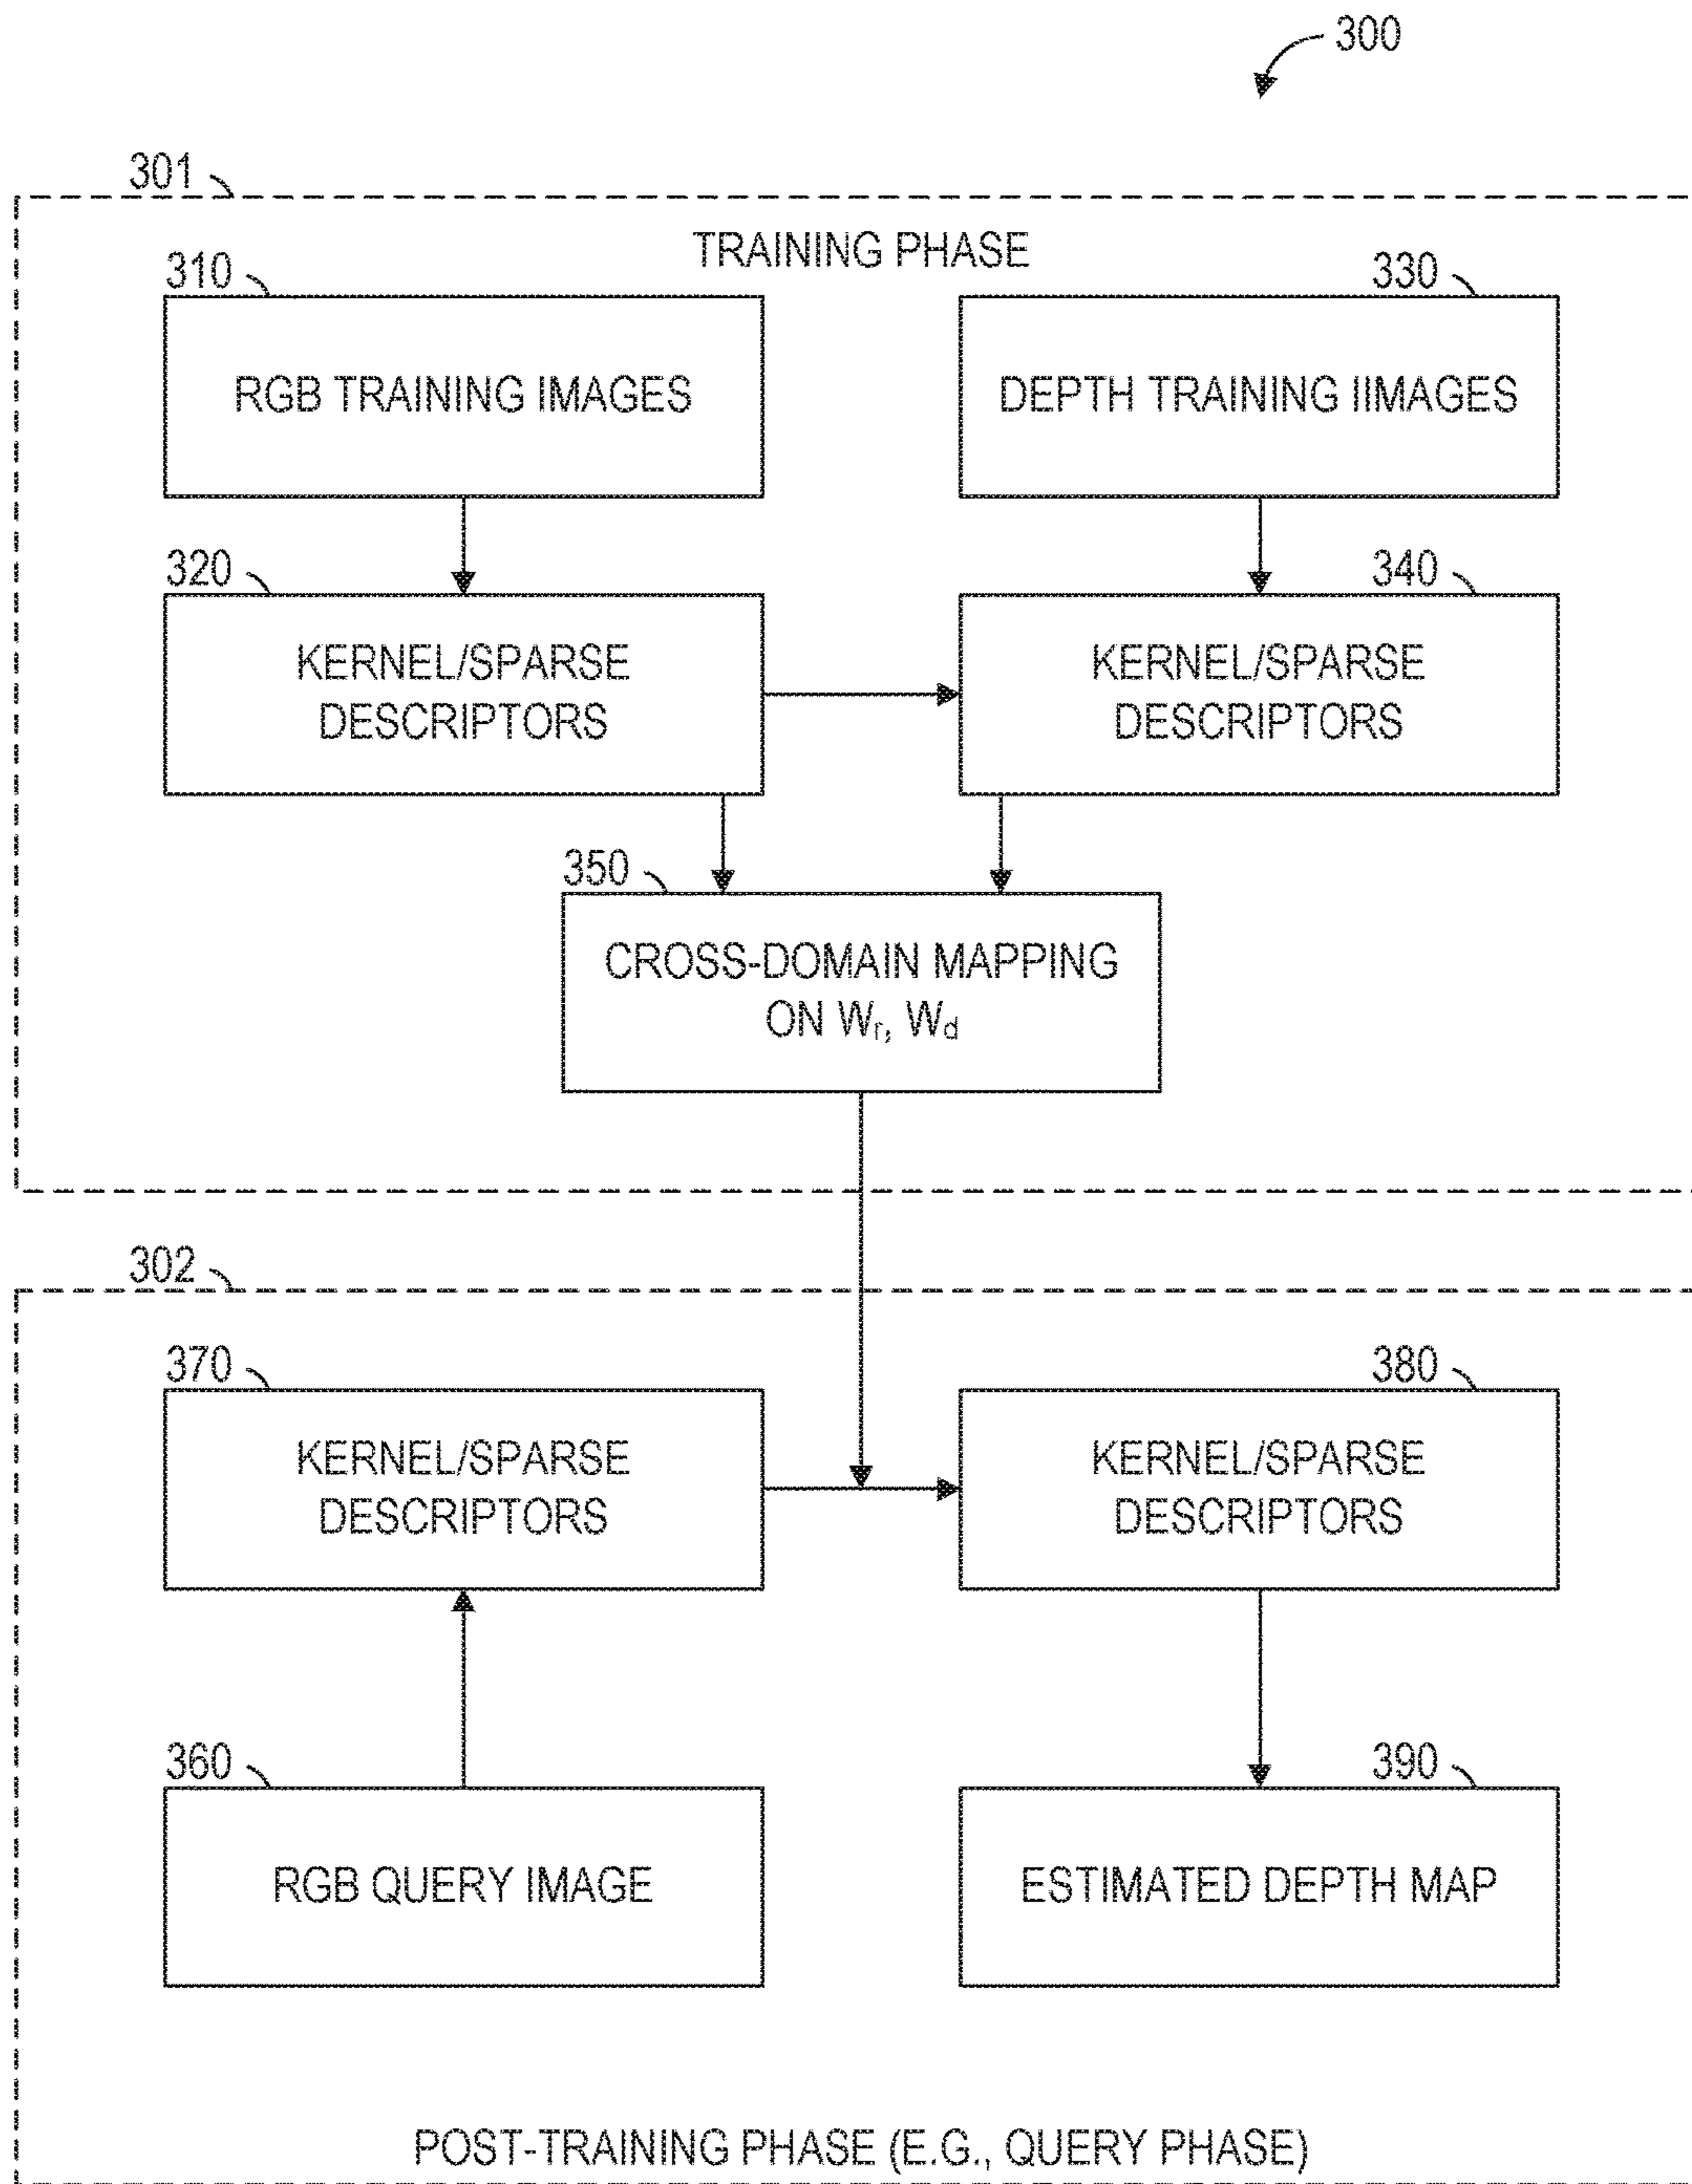 300
301
TRAINING PHASE
310
330
RGB TRAINING IMAGES
DEPTH TRAINING IIMAGES
320
340
KERNEL/SPARSE
DESCRIPTORS
KERNEL/SPARSE
DESCRIPTORS
350
CROSS-DOMAIN MAPPING
ON Wr, Wd
302
370
380
KERNEL/SPARSE
DESCRIPTORS
KERNEL/SPARSE
DESCRIPTORS
360
390
RGB QUERY IMAGE
ESTIMATED DEPTH MAP
POST-TRAINING PHASE (E.G., QUERY PHASE)